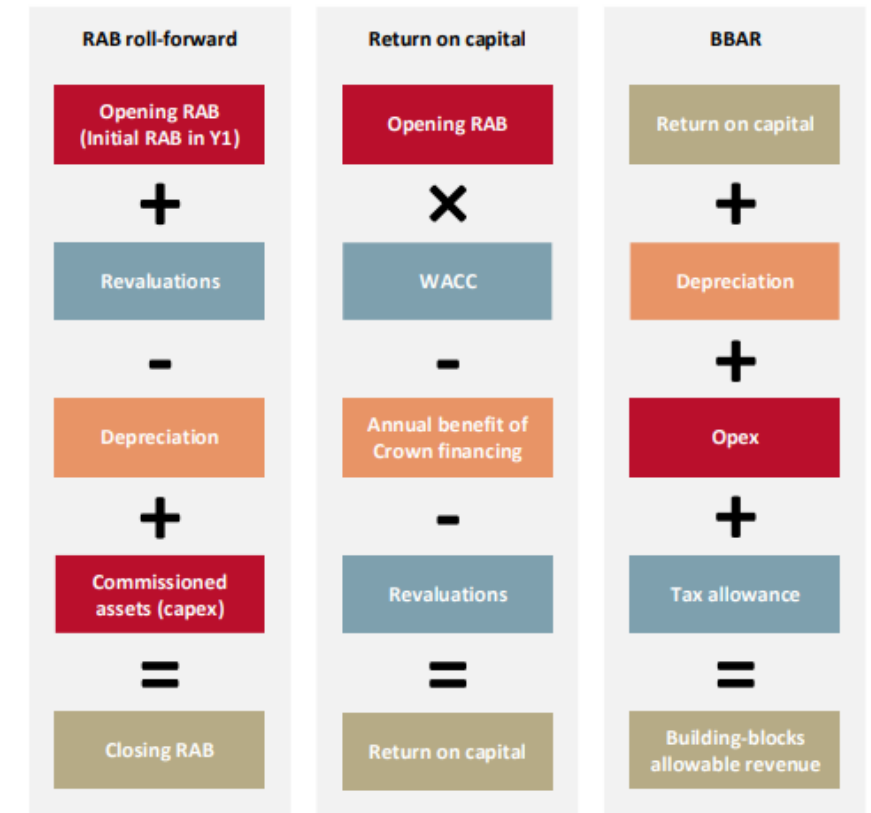 RAB roll-forward
Opening RAB
(Initial RAB in Y1)
+
Revaluations
-
Depreciation
+
Commissioned
assets (capex)
=
Closing RAB
Return on capital
Opening RAB
×
WACC
-
Annual benefit of
Crown financing
-
Revaluations
=
Return on capital
BBAR
Return on capital
+
Depreciation
+
Opex
+
Tax allowance
=
Building-blocks
allowable revenue